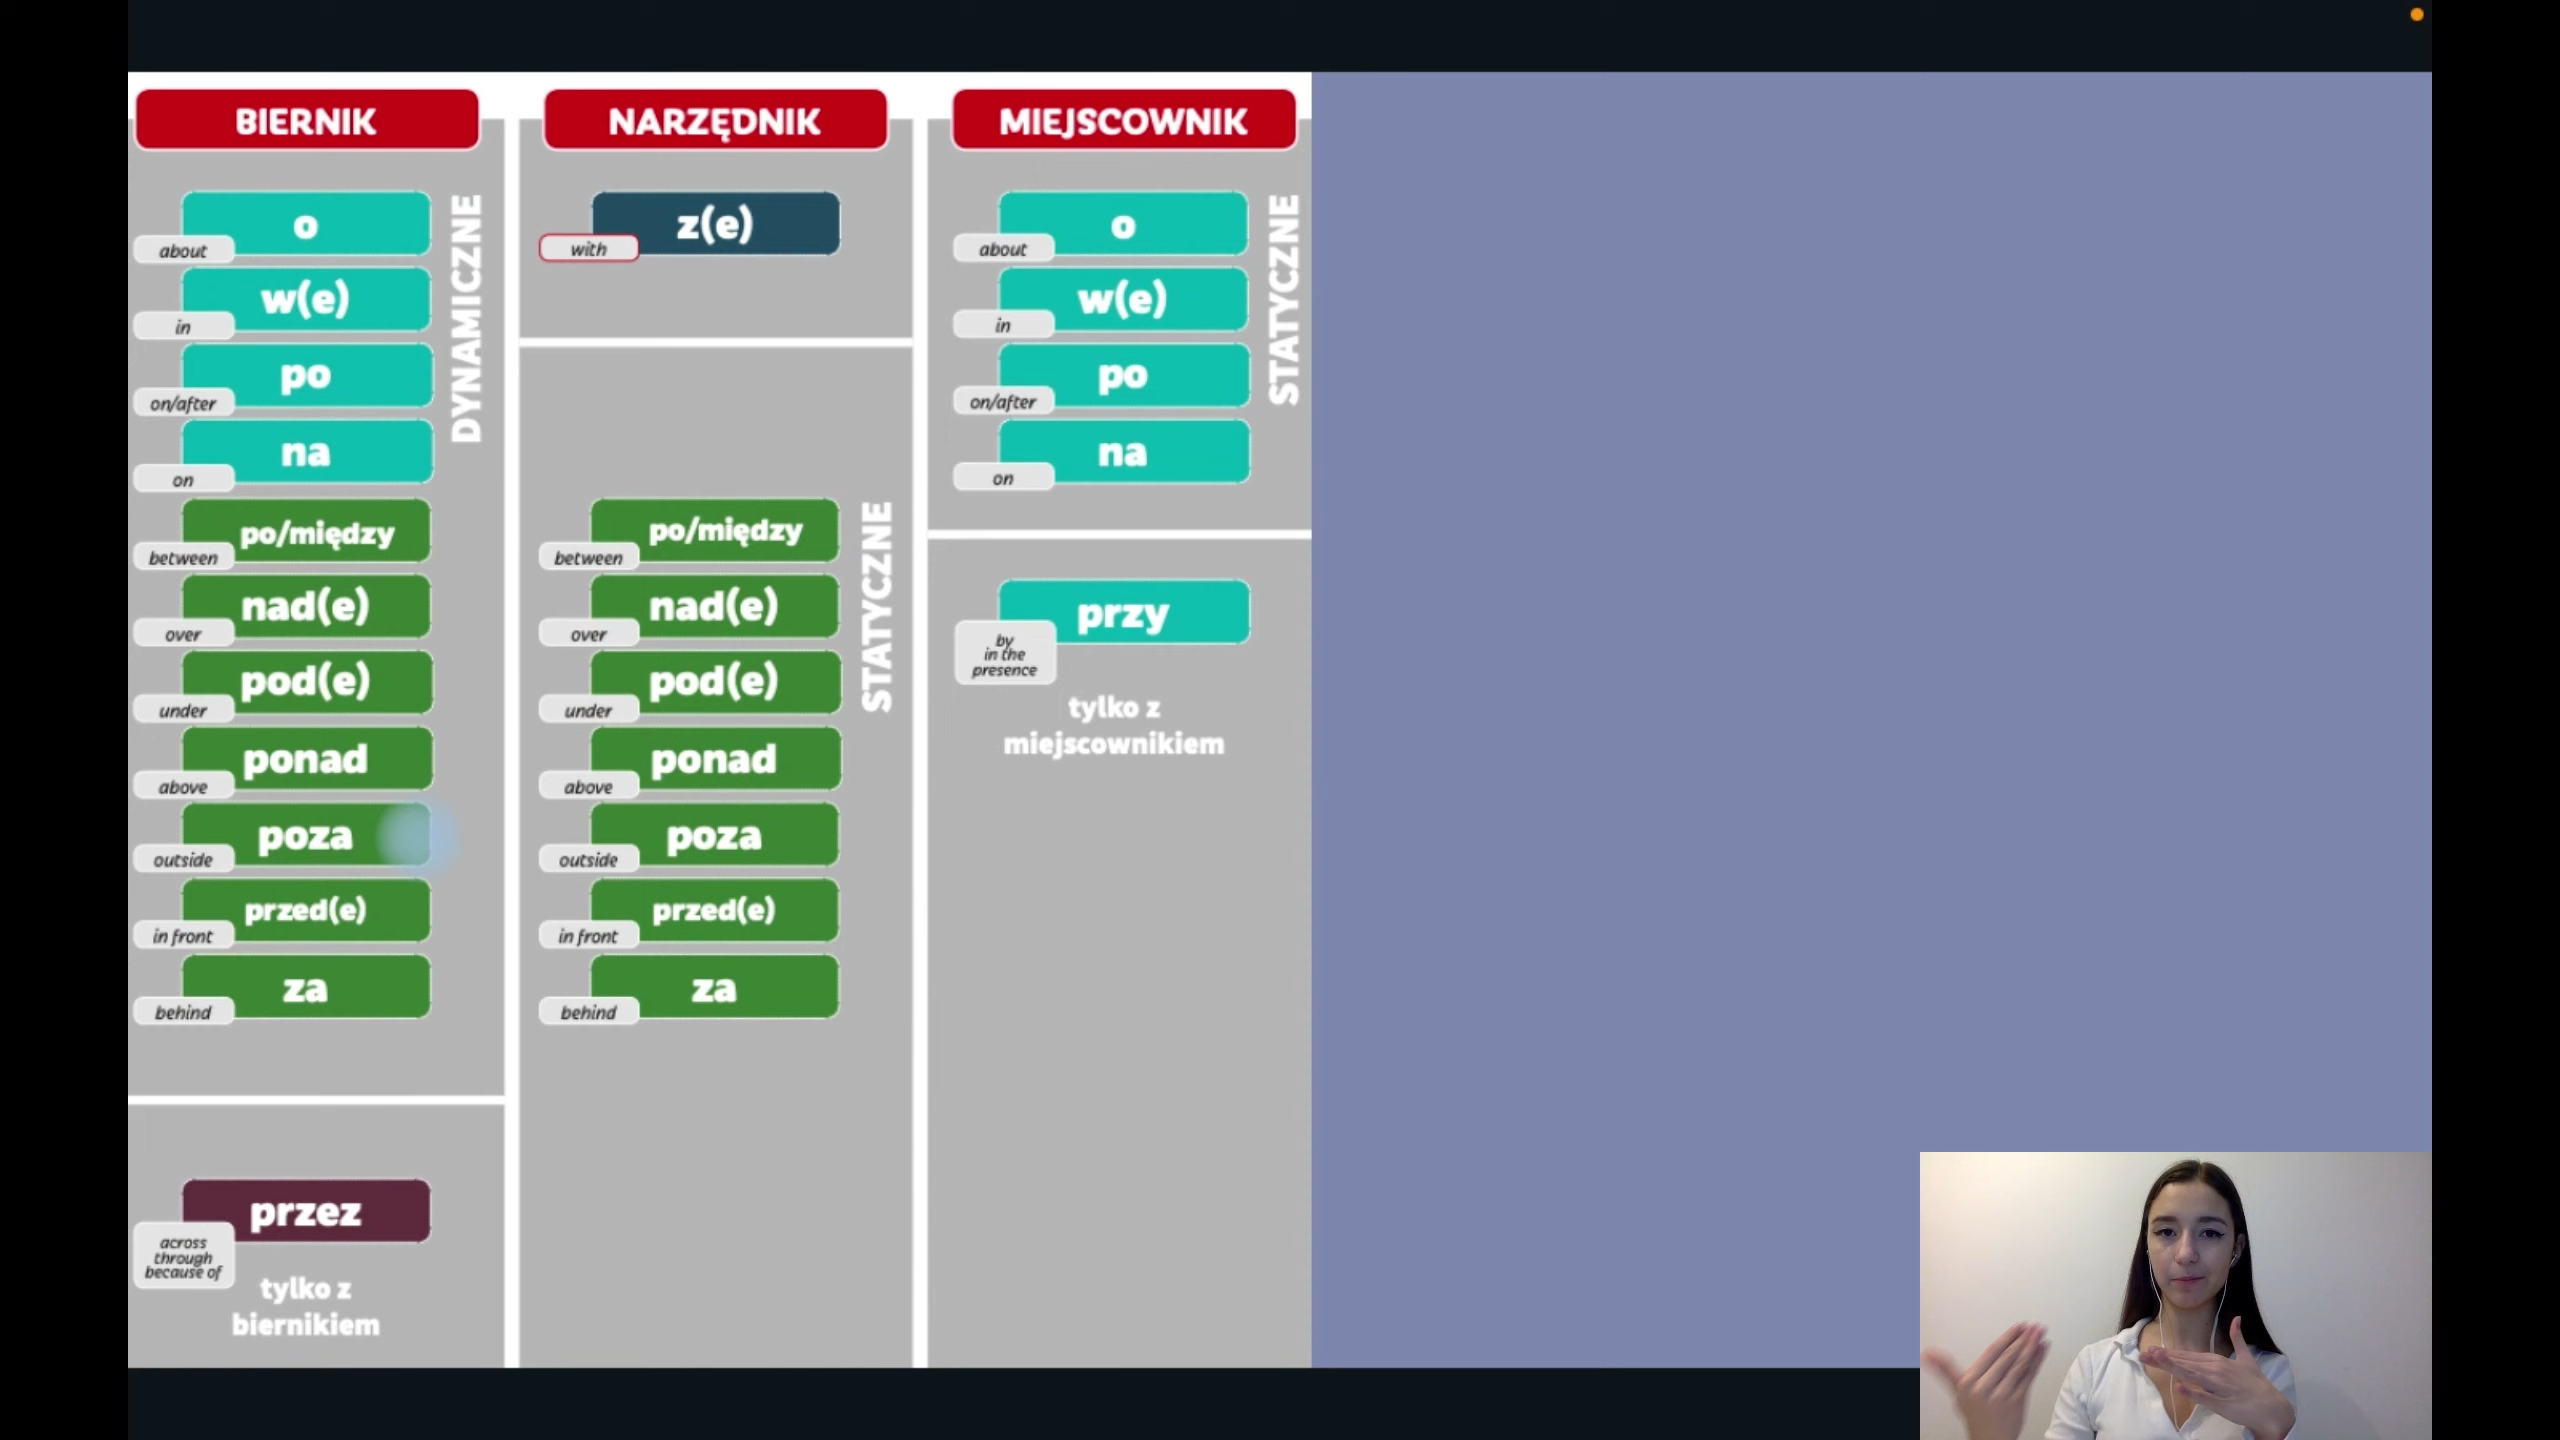 BIERNIK
o
about
w(e)
in
po
on/after
na
on
po/między
between
nad(e)
over
pod(e)
under
ponad
above
poza
outside
przed(e)
in front
za
behind
DYNAMICZNE
przez
across
through
because of
tylko z
biernikiem
NARZĘDNIK
z(e)
with
po/między
between
nad(e)
over
pod(e)
under
ponad
above
poza
outside
przed(e)
in front
za
behind
STATYCZNE
MIEJSCOWNIK
o
about
w(e)
in
po
on/after
na
on
STATYCZNE
przy
by
in the
presence
tylko z
miejscownikiem